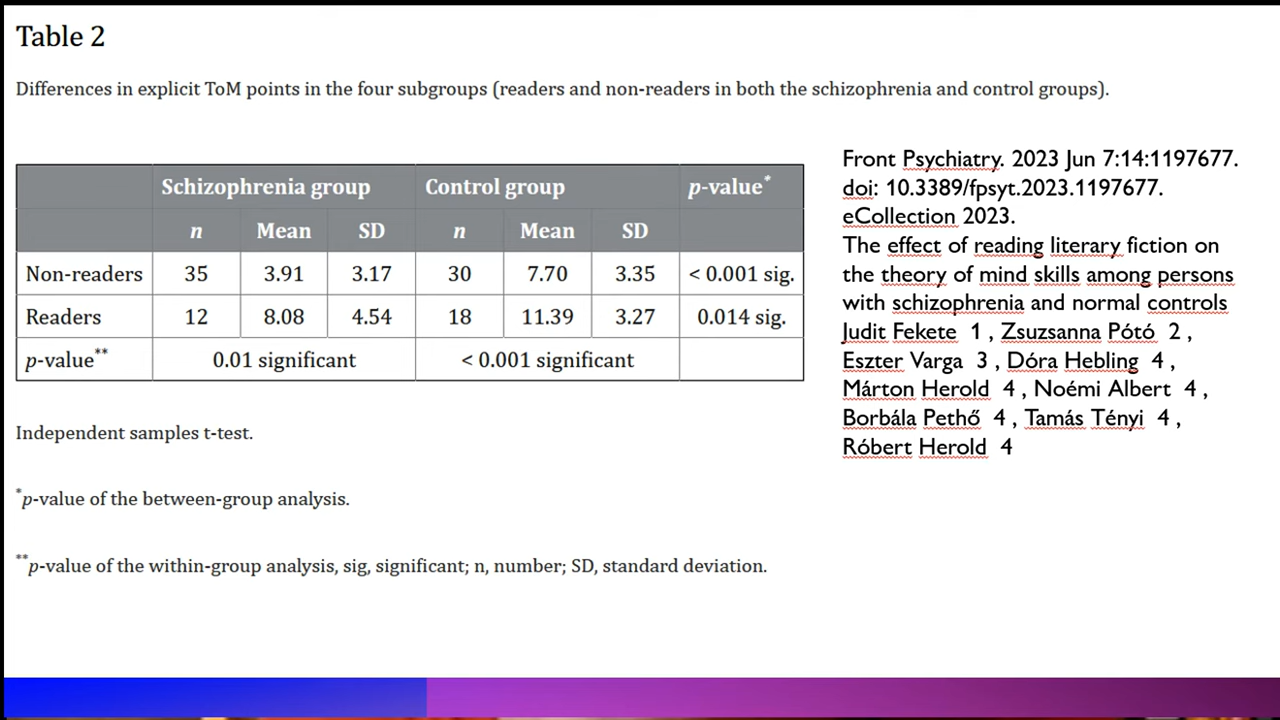 Table 2
Differences in explicit ToM points in the four subgroups (readers and non-readers in both the schizophrenia and control groups).
Schizophrenia group Control group p-value*
n Mean SD n Mean SD
Non-readers 35 3.91 3.17 30 7.70 3.35 < 0.001 sig.
Readers 12 8.08 4.54 18 11.39 3.27 0.014 sig.
p-value** 0.01 significant < 0.001 significant
Independent samples t-test.
*p-value of the between-group analysis.
**p-value of the within-group analysis, sig, significant; n, number; SD, standard deviation.
Front Psychiatry. 2023 Jun 7:14:1197677.
doi: 10.3389/fpsyt.2023.1197677.
eCollection 2023.
The effect of reading literary fiction on
the theory of mind skills among persons
with schizophrenia and normal controls
Judit Fekete 1 , Zsuzsanna Pótó 2 ,
Eszter Varga 3 , Dóra Hebling 4 ,
Márton Herold 4 , Noémi Albert 4 ,
Borbála Pethő 4 , Tamás Tényi 4 ,
Róbert Herold 4